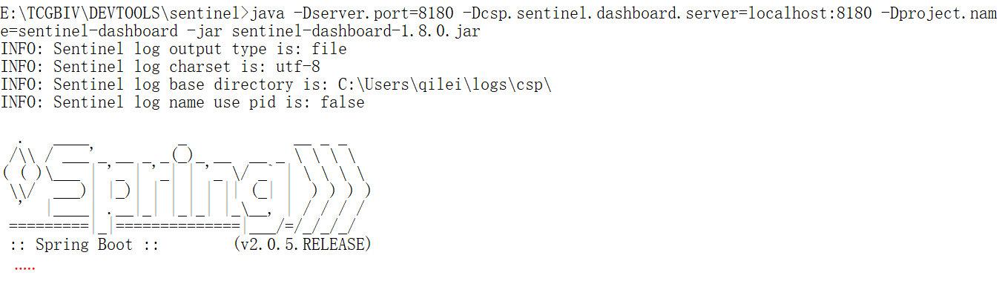 E:\TCGBIV\DEVTOOLS\sentinel>java -Dserver.port=8180 -Dcsp.sentinel.dashboard.server=localhost:8180 -Dproject.nam
e=sentinel-dashboard -jar sentinel-dashboard-1.8.0.jar
INFO: Sentinel log output type is: file
INFO: Sentinel log charset is: utf-8
INFO: Sentinel log base directory is: C:\Users\qilei\logs\csp\
INFO: Sentinel log name use pid is: false
  .   ____          _            __ _ _
 /\\ / ___'_ __ _ _(_)_ __  __ _ \ \ \ \
( ( )\___ | '_ | '_| | '_ \/ _` | \ \ \ \
 \\/  ___)| |_)| | | | | || (_| |  ) ) ) )
  '  |____| .__|_| |_|_| |_\__, | / / / /
 =========|_|==============|___/=/_/_/_/
 :: Spring Boot ::        (v2.0.5.RELEASE)
.....